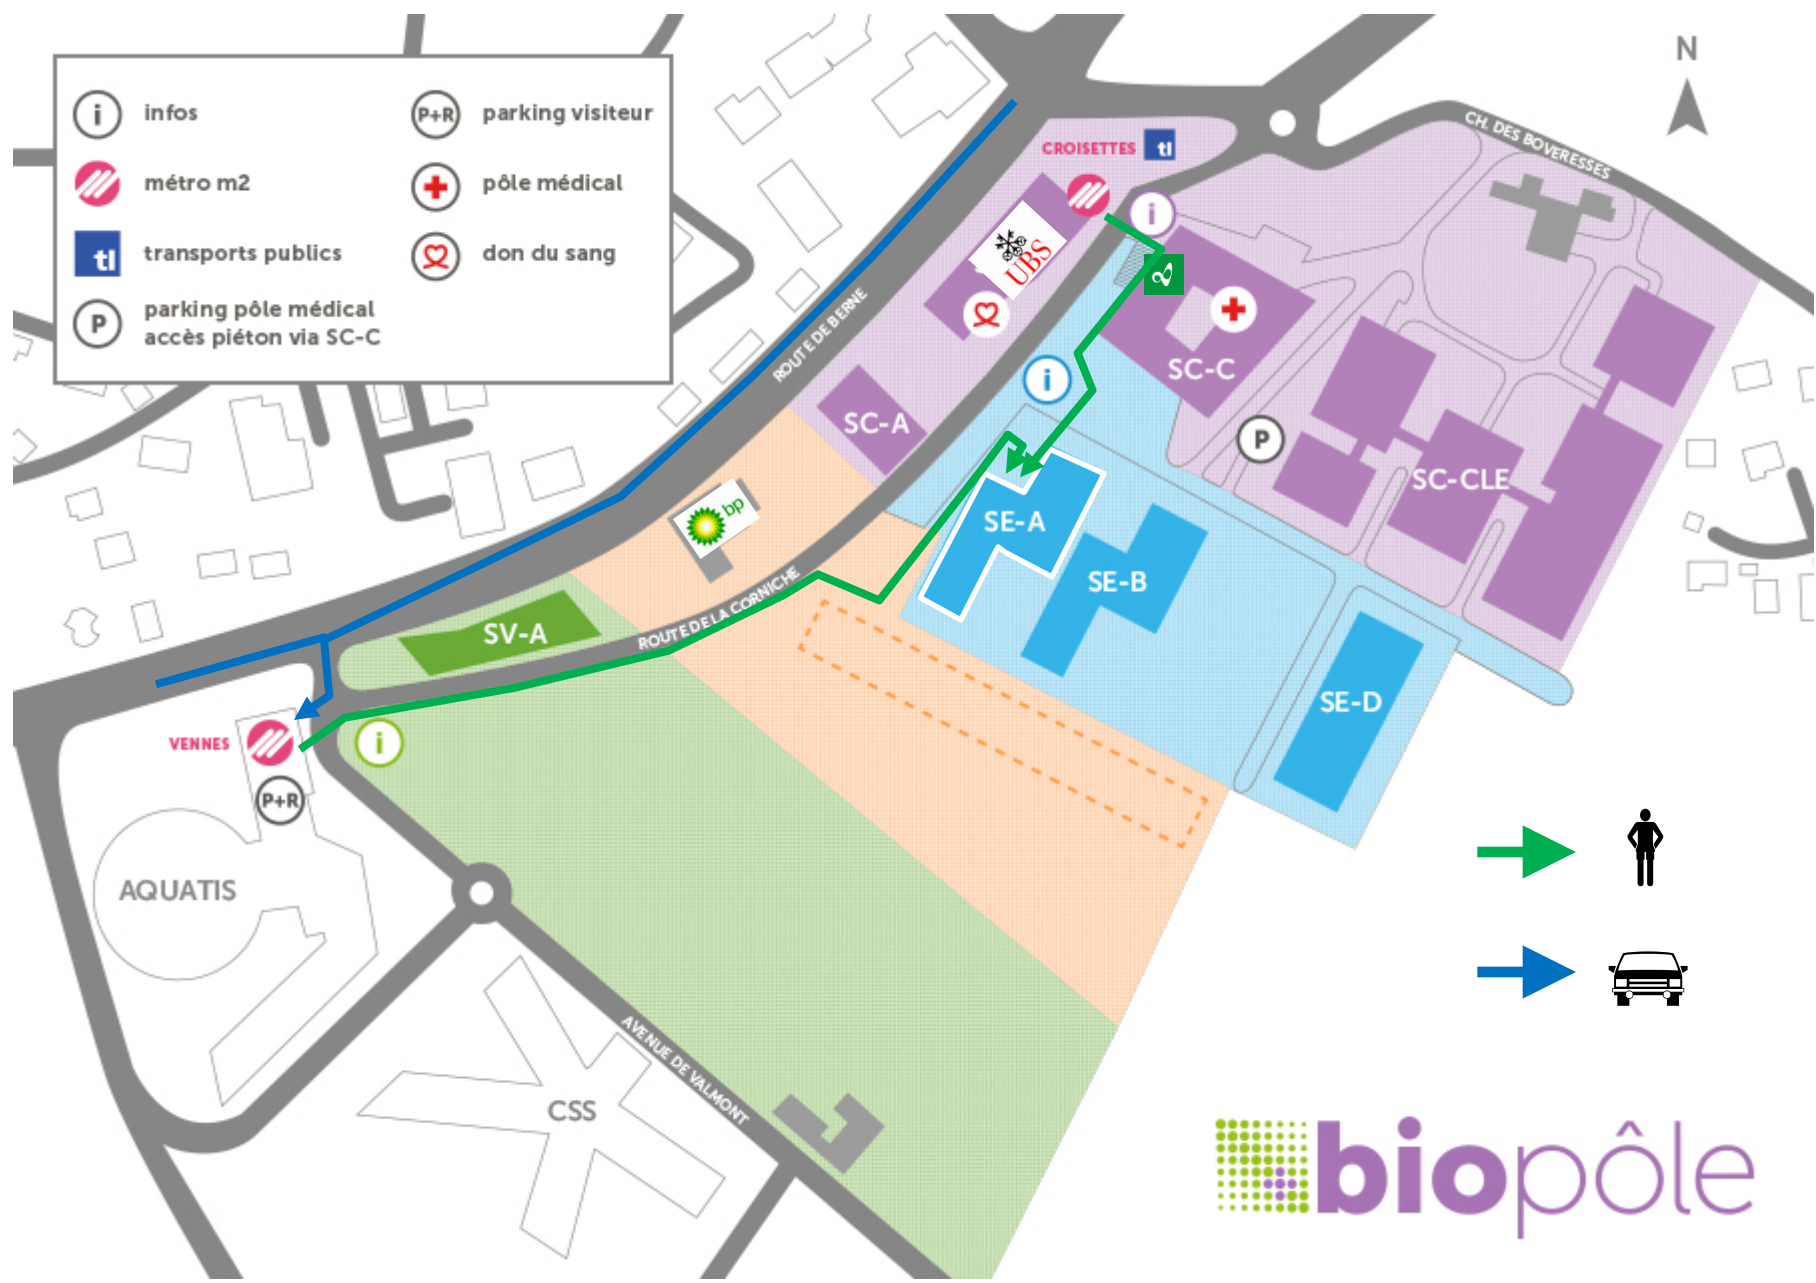 i infos
P+R parking visiteur
métro m2
pôle médical
tl transports publics
don du sang
P parking pôle médical
accès piéton via SC-C
N
CH. DES BOVERESSES
CROISETTES tl
i
UBS
2
ROUTE DE BERNE
SC-C
i
SC-A
P
SC-CLE
bp
SE-A
SE-B
ROUTE DE LA CORNICHE
SV-A
SE-D
VENNES
i
P+R
AQUATIS
AVENUE DE VALMONT
CSS
biopôle